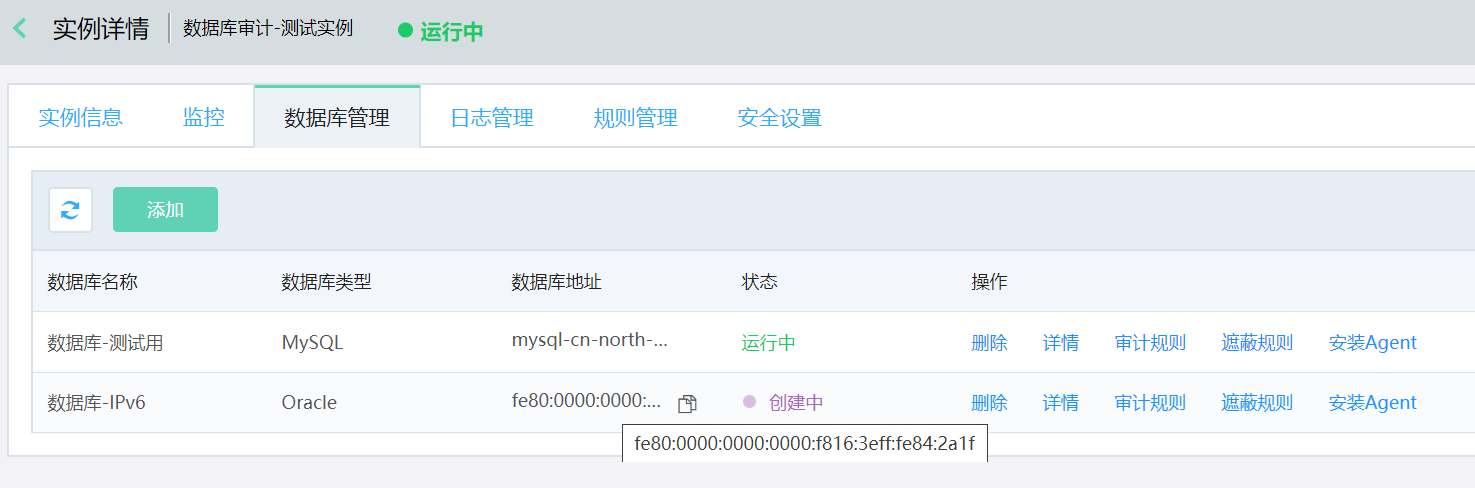 实例详情 数据库审计-测试实例 运行中
实例信息 监控 数据库管理 日志管理 规则管理 安全设置
添加
数据库名称 数据库类型 数据库地址 状态 操作
数据库-测试用 MySQL mysql-cn-north-... 运行中 删除 详情 审计规则 遮蔽规则 安装Agent
数据库-IPv6 Oracle fe80:0000:0000:... 创建中 删除 详情 审计规则 遮蔽规则 安装Agent
fe80:0000:0000:0000:f816:3eff:fe84:2a1f